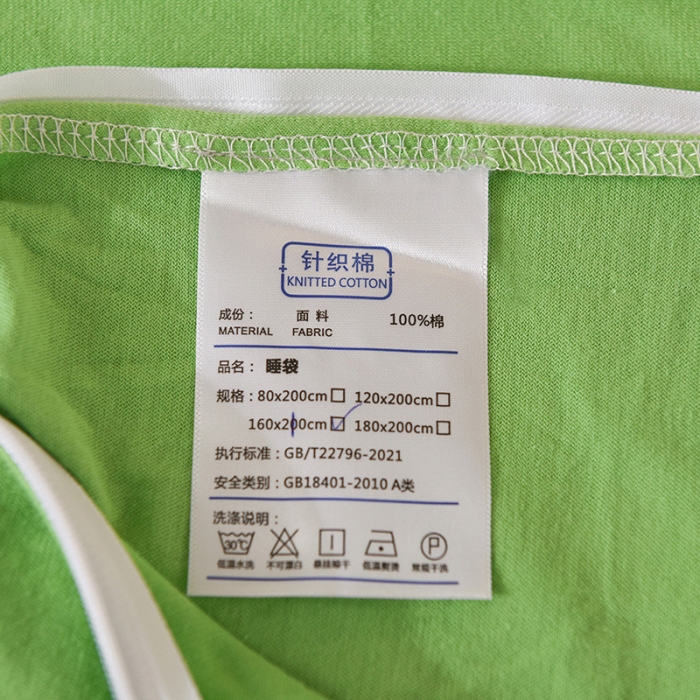 针织棉
KNITTED COTTON
成份： 面 料 100%棉
MATERIAL FABRIC
品名： 睡袋
规格：80x200cm□ 120x200cm□
160x200cm☑ 180x200cm□
执行标准：GB/T22796-2021
安全类别：GB18401-2010 A类
洗涤说明：
30℃ P
低温水洗 不可漂白 悬挂晾干 低温熨烫 常规干洗